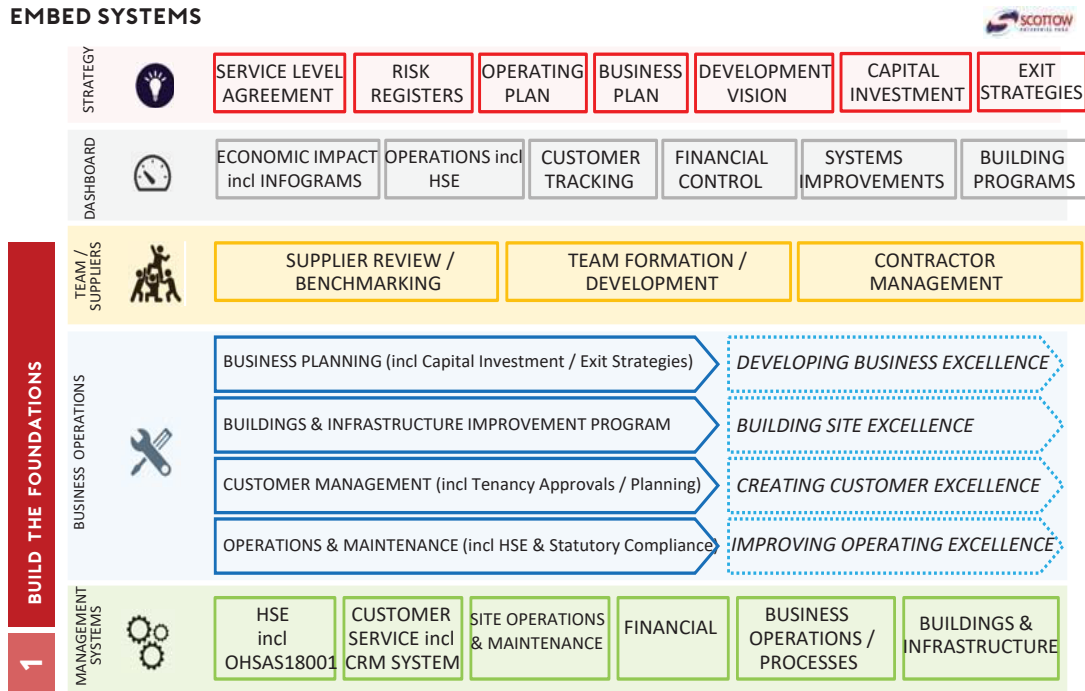 EMBED SYSTEMS
SCOTTOW
ENTERPRISE PARK
STRATEGY
SERVICE LEVEL
AGREEMENT
RISK
REGISTERS
OPERATING
PLAN
BUSINESS
PLAN
DEVELOPMENT
VISION
CAPITAL
INVESTMENT
EXIT
STRATEGIES
DASHBOARD
ECONOMIC IMPACT
incl INFOGRAMS
OPERATIONS incl
HSE
CUSTOMER
TRACKING
FINANCIAL
CONTROL
SYSTEMS
IMPROVEMENTS
BUILDING
PROGRAMS
TEAM /
SUPPLIERS
SUPPLIER REVIEW /
BENCHMARKING
TEAM FORMATION /
DEVELOPMENT
CONTRACTOR
MANAGEMENT
BUSINESS OPERATIONS
BUSINESS PLANNING (incl Capital Investment / Exit Strategies)
DEVELOPING BUSINESS EXCELLENCE
BUILDINGS & INFRASTRUCTURE IMPROVEMENT PROGRAM
BUILDING SITE EXCELLENCE
CUSTOMER MANAGEMENT (incl Tenancy Approvals / Planning)
CREATING CUSTOMER EXCELLENCE
OPERATIONS & MAINTENANCE (incl HSE & Statutory Compliance)
IMPROVING OPERATING EXCELLENCE
MANAGEMENT
SYSTEMS
HSE
incl
OHSAS18001
CUSTOMER
SERVICE incl
CRM SYSTEM
SITE OPERATIONS
& MAINTENANCE
FINANCIAL
BUSINESS
OPERATIONS /
PROCESSES
BUILDINGS &
INFRASTRUCTURE
BUILD THE FOUNDATIONS
1